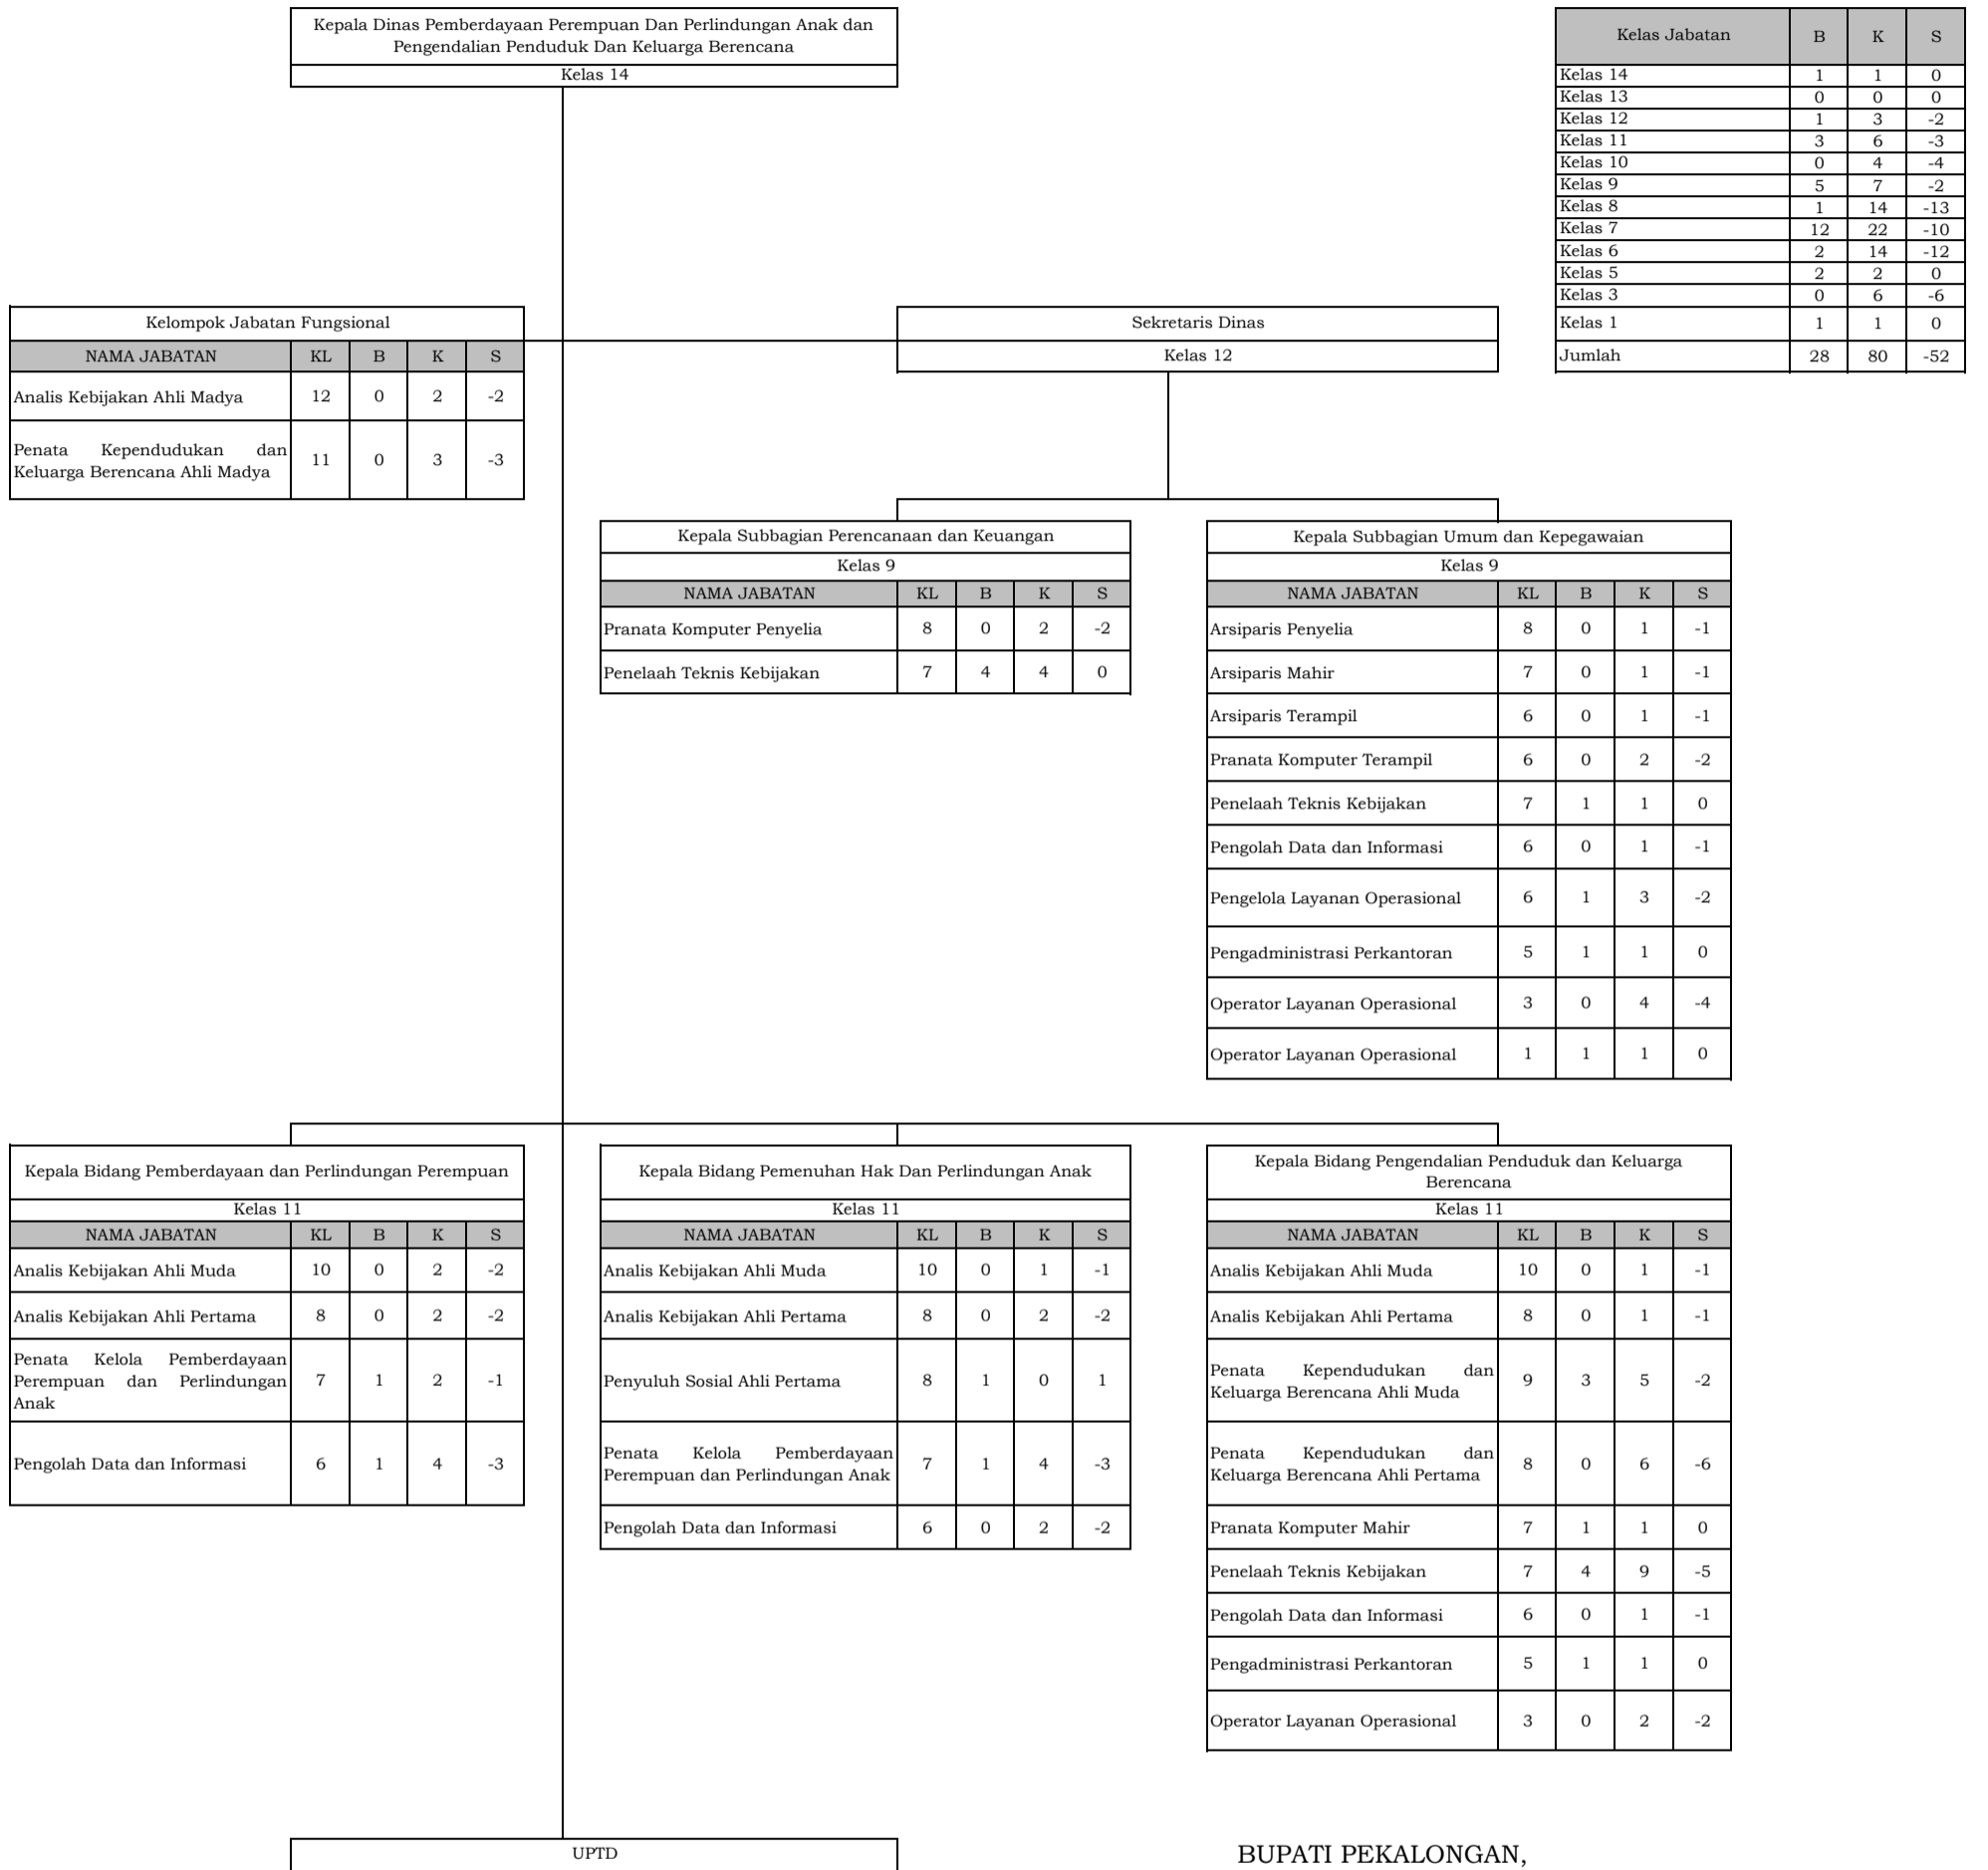 Kepala Dinas Pemberdayaan Perempuan Dan Perlindungan Anak dan
Pengendalian Penduduk Dan Keluarga Berencana
Kelas 14
Kelas Jabatan B K S
Kelas 14 1 1 0
Kelas 13 0 0 0
Kelas 12 1 3 -2
Kelas 11 3 6 -3
Kelas 10 0 4 -4
Kelas 9 5 7 -2
Kelas 8 1 14 -13
Kelas 7 12 22 -10
Kelas 6 2 14 -12
Kelas 5 2 2 0
Kelas 3 0 6 -6
Kelas 1 1 1 0
Jumlah 28 80 -52
Kelompok Jabatan Fungsional
NAMA JABATAN KL B K S
Analis Kebijakan Ahli Madya 12 0 2 -2
Penata Kependudukan dan
Keluarga Berencana Ahli Madya 11 0 3 -3
Sekretaris Dinas
Kelas 12
Kepala Subbagian Perencanaan dan Keuangan
Kelas 9
NAMA JABATAN KL B K S
Pranata Komputer Penyelia 8 0 2 -2
Penelaah Teknis Kebijakan 7 4 4 0
Kepala Subbagian Umum dan Kepegawaian
Kelas 9
NAMA JABATAN KL B K S
Arsiparis Penyelia 8 0 1 -1
Arsiparis Mahir 7 0 1 -1
Arsiparis Terampil 6 0 1 -1
Pranata Komputer Terampil 6 0 2 -2
Penelaah Teknis Kebijakan 7 1 1 0
Pengolah Data dan Informasi 6 0 1 -1
Pengelola Layanan Operasional 6 1 3 -2
Pengadministrasi Perkantoran 5 1 1 0
Operator Layanan Operasional 3 0 4 -4
Operator Layanan Operasional 1 1 1 0
Kepala Bidang Pemberdayaan dan Perlindungan Perempuan
Kelas 11
NAMA JABATAN KL B K S
Analis Kebijakan Ahli Muda 10 0 2 -2
Analis Kebijakan Ahli Pertama 8 0 2 -2
Penata Kelola Pemberdayaan
Perempuan dan Perlindungan 7 1 2 -1
Anak
Pengolah Data dan Informasi 6 1 4 -3
Kepala Bidang Pemenuhan Hak Dan Perlindungan Anak
Kelas 11
NAMA JABATAN KL B K S
Analis Kebijakan Ahli Muda 10 0 1 -1
Analis Kebijakan Ahli Pertama 8 0 2 -2
Penyuluh Sosial Ahli Pertama 8 1 0 1
Penata Kelola Pemberdayaan
Perempuan dan Perlindungan Anak 7 1 4 -3
Pengolah Data dan Informasi 6 0 2 -2
Kepala Bidang Pengendalian Penduduk dan Keluarga
Berencana
Kelas 11
NAMA JABATAN KL B K S
Analis Kebijakan Ahli Muda 10 0 1 -1
Analis Kebijakan Ahli Pertama 8 0 1 -1
Penata Kependudukan dan
Keluarga Berencana Ahli Muda 9 3 5 -2
Penata Kependudukan dan
Keluarga Berencana Ahli Pertama 8 0 6 -6
Pranata Komputer Mahir 7 1 1 0
Penelaah Teknis Kebijakan 7 4 9 -5
Pengolah Data dan Informasi 6 0 1 -1
Pengadministrasi Perkantoran 5 1 1 0
Operator Layanan Operasional 3 0 2 -2
UPTD
BUPATI PEKALONGAN,